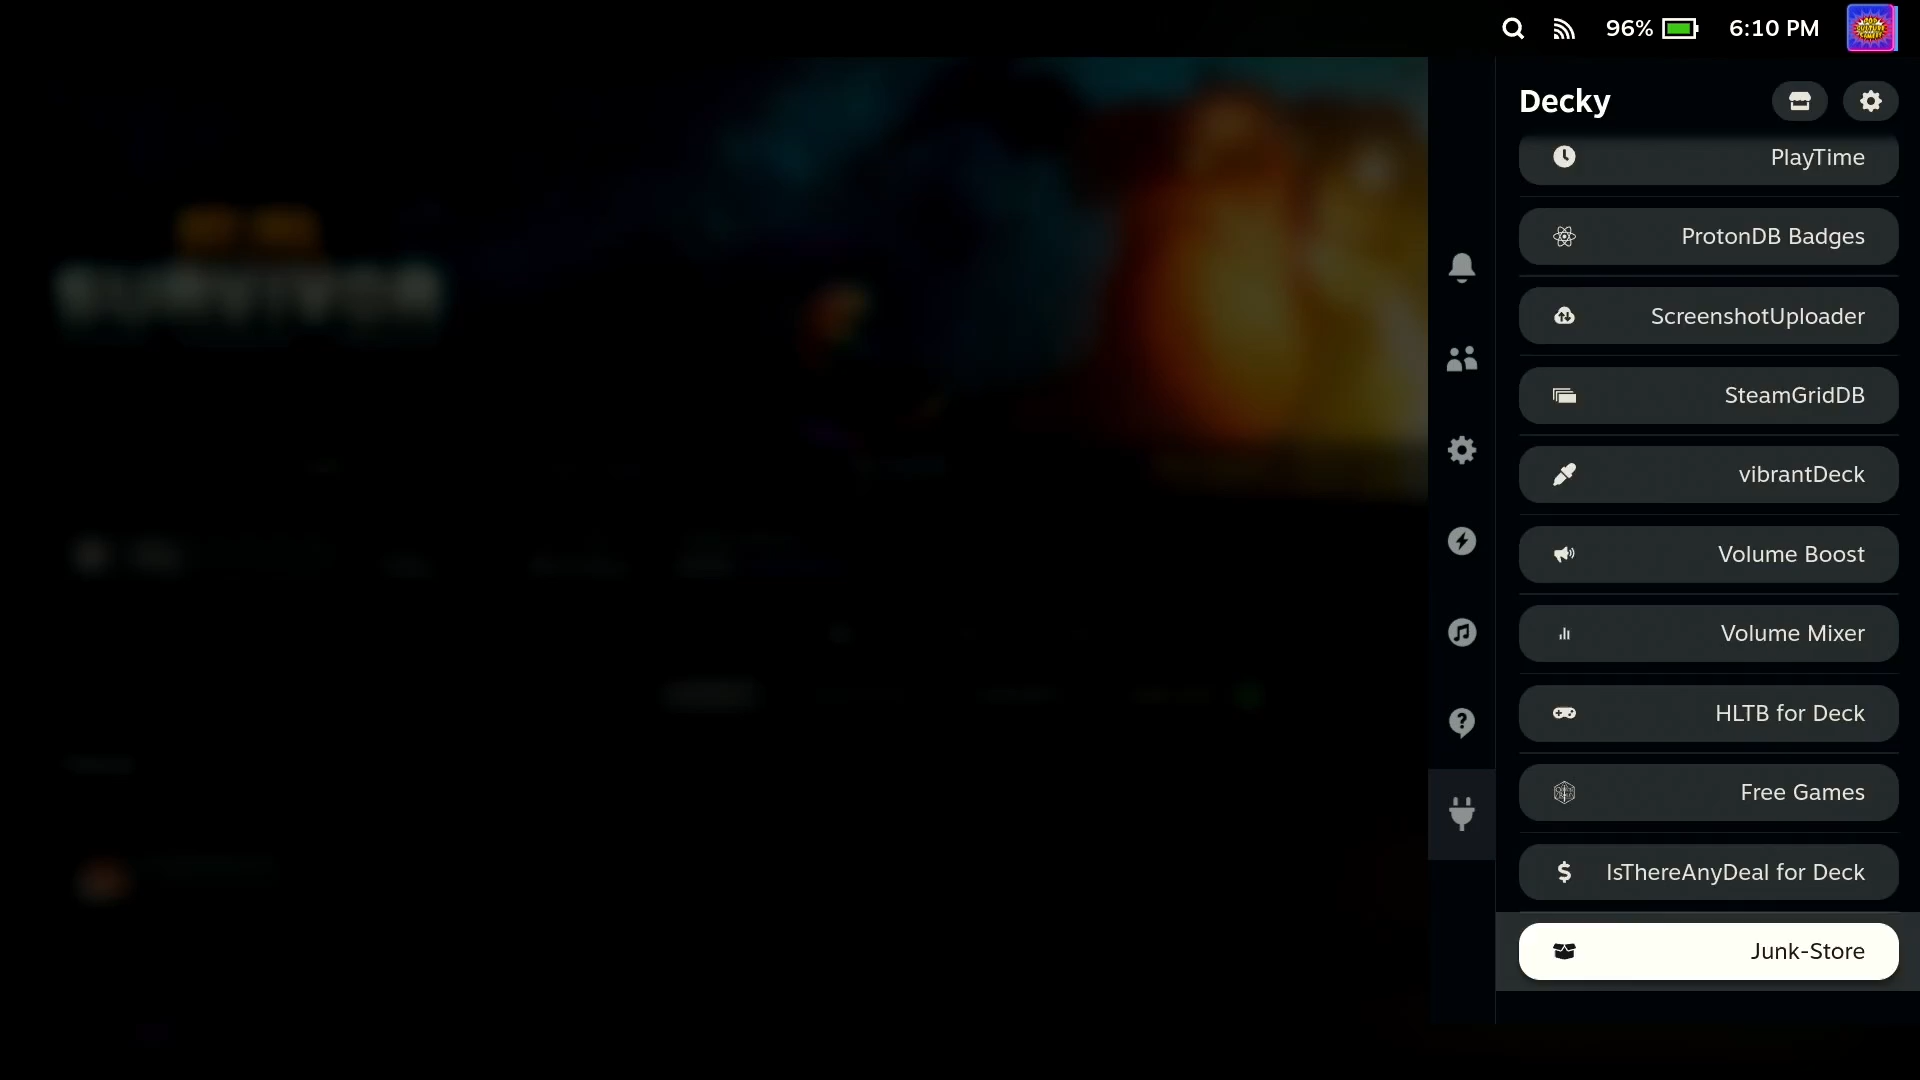 96%
6:10 PM
Decky
PlayTime
ProtonDB Badges
ScreenshotUploader
SteamGridDB
vibrantDeck
Volume Boost
Volume Mixer
HLTB for Deck
Free Games
IsThereAnyDeal for Deck
Junk-Store
SURVIVOR